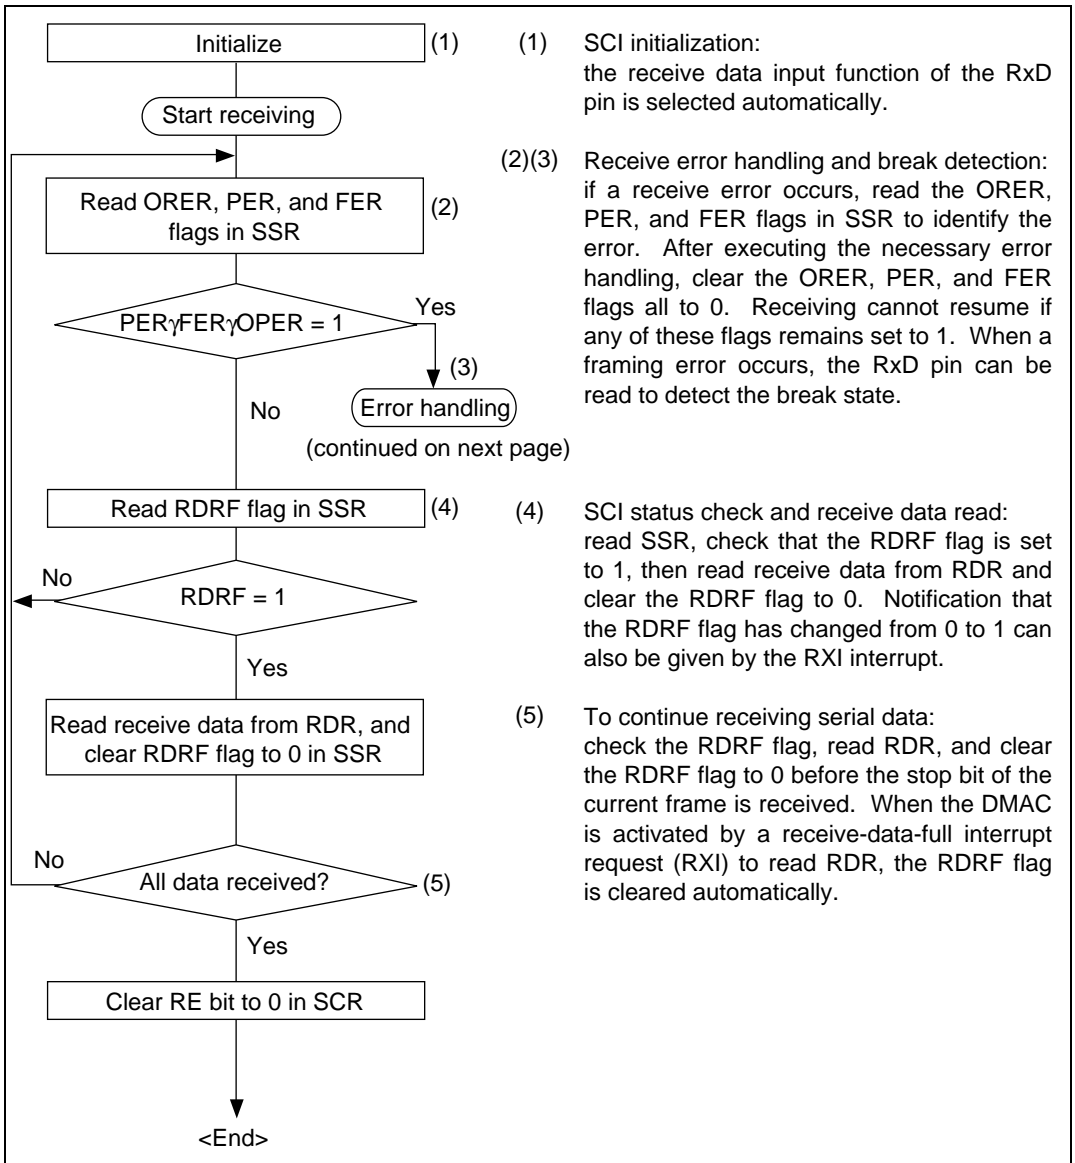 Initialize
(1)
Start receiving
Read ORER, PER, and FER
flags in SSR
(2)
PERγFERγOPER = 1
Yes
(3)
Error handling
(continued on next page)
No
Read RDRF flag in SSR
(4)
No
RDRF = 1
Yes
Read receive data from RDR, and
clear RDRF flag to 0 in SSR
No
All data received?
(5)
Yes
Clear RE bit to 0 in SCR
<End>
(1) SCI initialization:
the receive data input function of the RxD
pin is selected automatically.
(2)(3) Receive error handling and break detection:
if a receive error occurs, read the ORER,
PER, and FER flags in SSR to identify the
error. After executing the necessary error
handling, clear the ORER, PER, and FER
flags all to 0. Receiving cannot resume if
any of these flags remains set to 1. When a
framing error occurs, the RxD pin can be
read to detect the break state.
(4) SCI status check and receive data read:
read SSR, check that the RDRF flag is set
to 1, then read receive data from RDR and
clear the RDRF flag to 0. Notification that
the RDRF flag has changed from 0 to 1 can
also be given by the RXI interrupt.
(5) To continue receiving serial data:
check the RDRF flag, read RDR, and clear
the RDRF flag to 0 before the stop bit of the
current frame is received. When the DMAC
is activated by a receive-data-full interrupt
request (RXI) to read RDR, the RDRF flag
is cleared automatically.